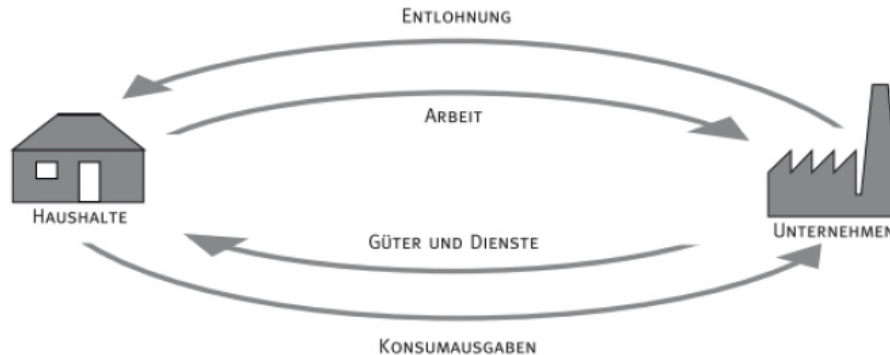 ENTLOHNUNG
ARBEIT
HAUSHALTE
UNTERNEHMEN
GÜTER UND DIENSTE
KONSUMAUSGABEN